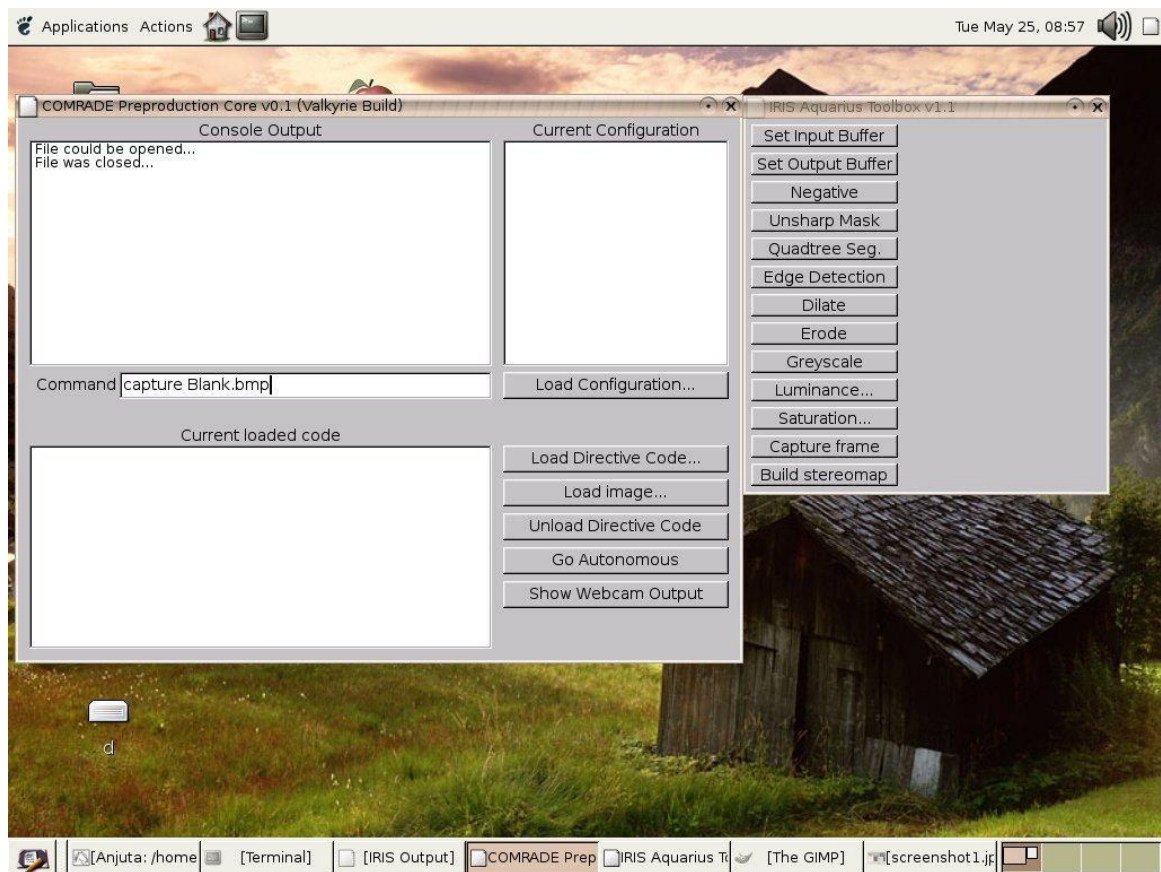 Applications Actions Tue May 25, 08:57
COMRADE Preproduction Core v0.1 (Valkyrie Build)
Console Output
File could be opened...
File was closed...
Current Configuration
Command capture Blank.bmp
Load Configuration...
Current loaded code
Load Directive Code...
Load image...
Unload Directive Code
Go Autonomous
Show Webcam Output
IRIS Aquarius Toolbox v1.1
Set Input Buffer
Set Output Buffer
Negative
Unsharp Mask
Quadtree Seg.
Edge Detection
Dilate
Erode
Greyscale
Luminance...
Saturation...
Capture frame
Build stereomap
d
[Anjuta: /home [Terminal] [IRIS Output] COMRADE Prep IRIS Aquarius To [The GIMP] [screenshot1.jp